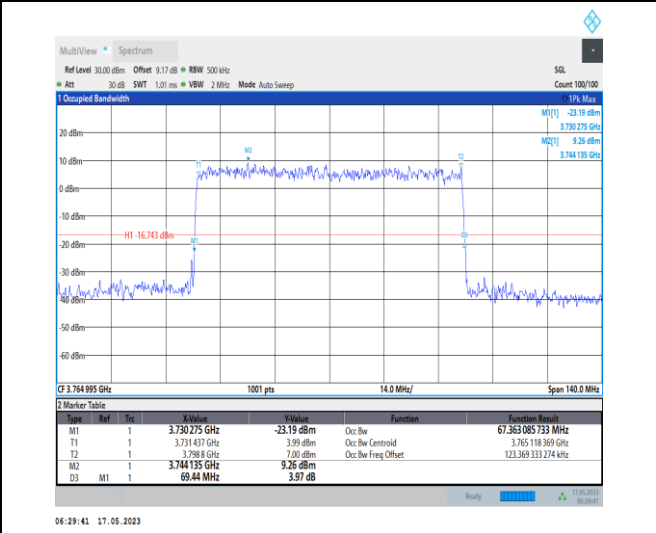 MultiView Spectrum
Ref Level 30.00 dBm Offset 9.17 dB RBW 500 kHz SGL
Att 30 dB SWT 1.01 ms VBW 2 MHz Mode Auto Sweep Count 100/100
1 Occupied Bandwidth 1Pk Max
M1[1] -23.19 dBm
3.730 275 GHz
M2[1] 9.26 dBm
3.744 135 GHz
20 dBm
M2
T1
T2
10 dBm
0 dBm
-10 dBm
H1 -16.743 dBm
M1
D3
-20 dBm
-30 dBm
-40 dBm
-50 dBm
-60 dBm
CF 3.764 995 GHz 1001 pts 14.0 MHz/ Span 140.0 MHz
2 Marker Table
Type Ref Trc X-Value Y-Value Function Function Result
M1 1 3.730 275 GHz -23.19 dBm Occ Bw 67.363 085 733 MHz
T1 1 3.731 437 GHz 3.99 dBm Occ Bw Centroid 3.765 118 369 GHz
T2 1 3.798 8 GHz 7.00 dBm Occ Bw Freq Offset 123.369 333 274 kHz
M2 1 3.744 135 GHz 9.26 dBm
D3 M1 1 69.44 MHz 3.97 dB
Ready 17.05.2023
06:29:41
06:29:41 17.05.2023